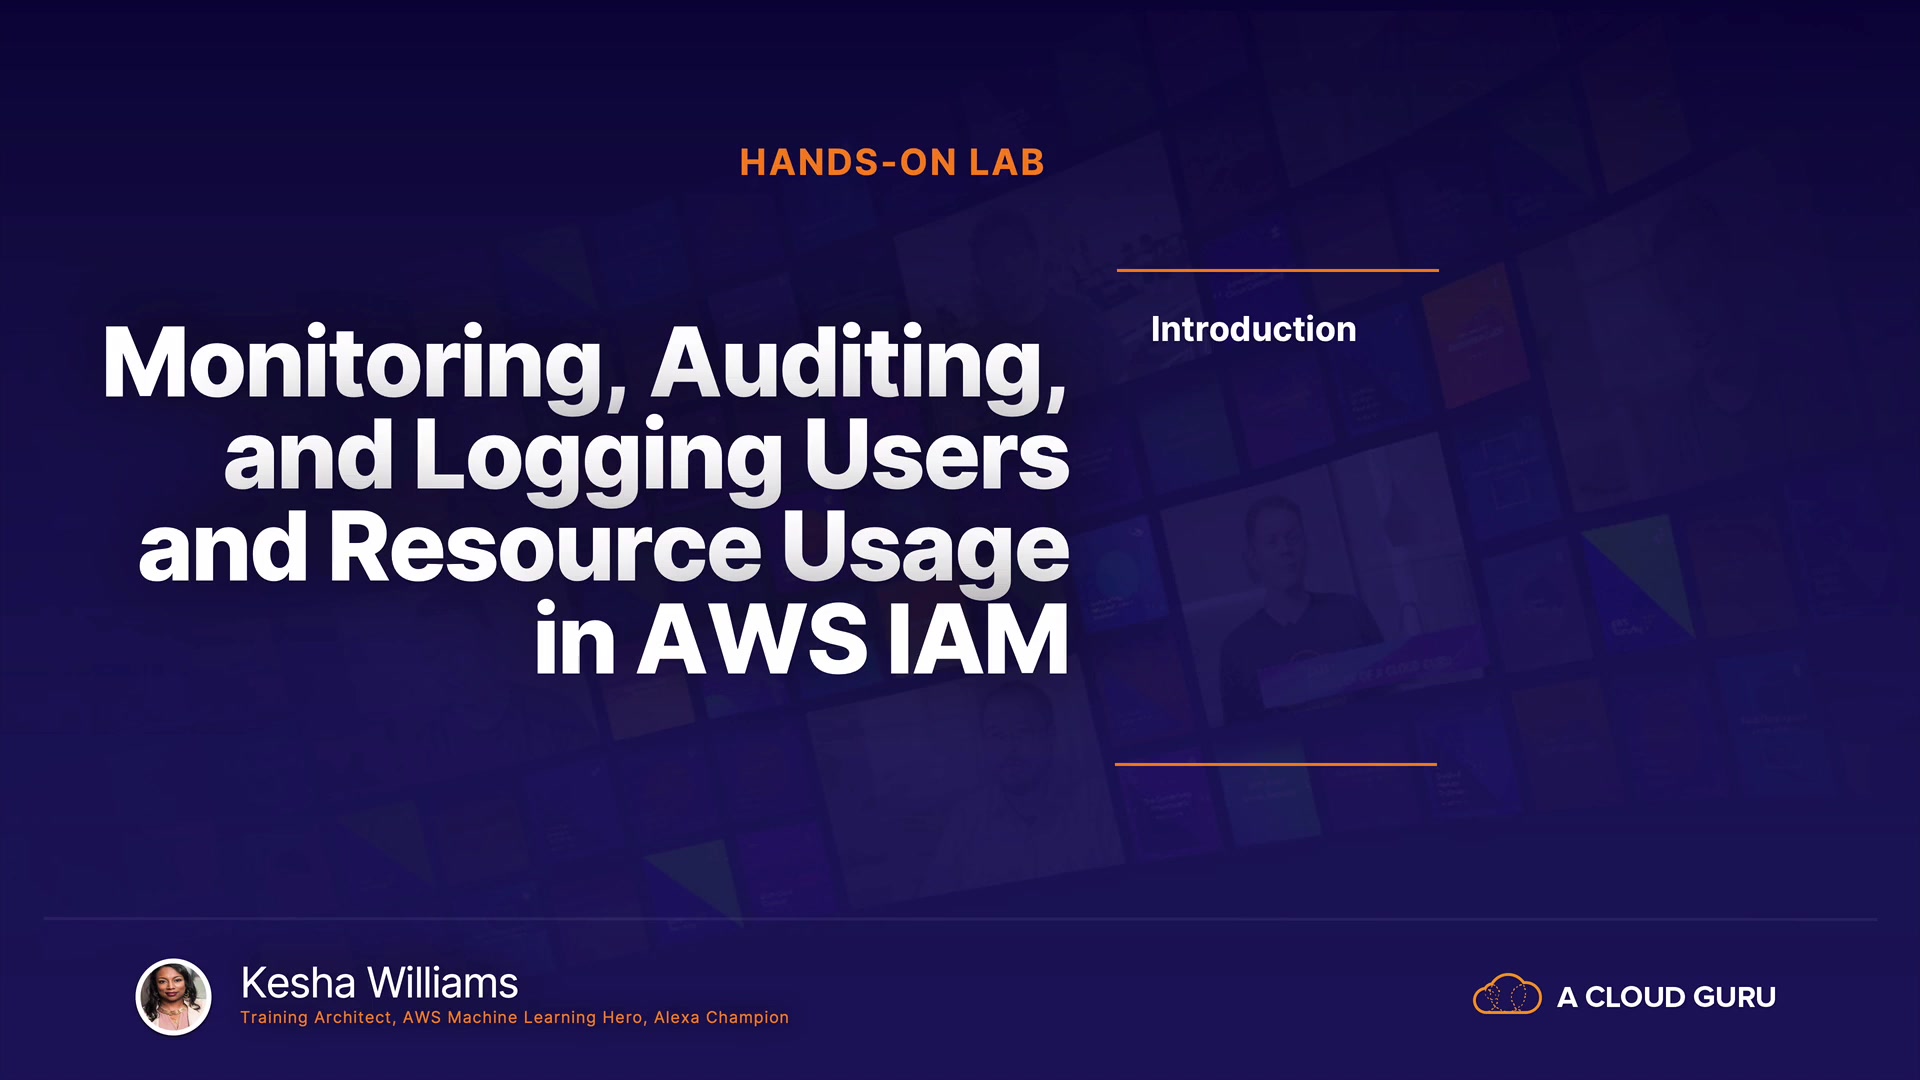 HANDS-ON LAB
Monitoring, Auditing,
and Logging Users
and Resource Usage
in AWS IAM
Introduction
Kesha Williams
Training Architect, AWS Machine Learning Hero, Alexa Champion
A CLOUD GURU